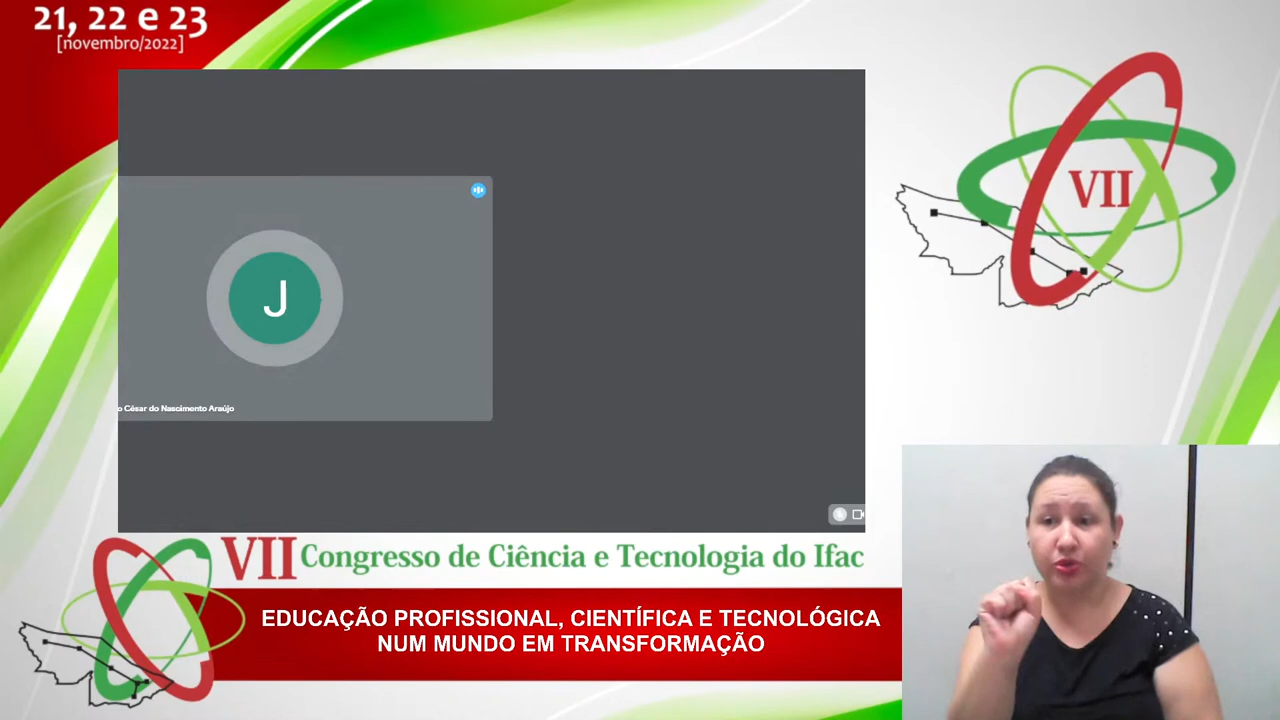 21, 22 e 23
[novembro/2022]
VII
J
o César do Nascimento Araújo
VII Congresso de Ciência e Tecnologia do Ifac
EDUCAÇÃO PROFISSIONAL, CIENTÍFICA E TECNOLÓGICA
NUM MUNDO EM TRANSFORMAÇÃO